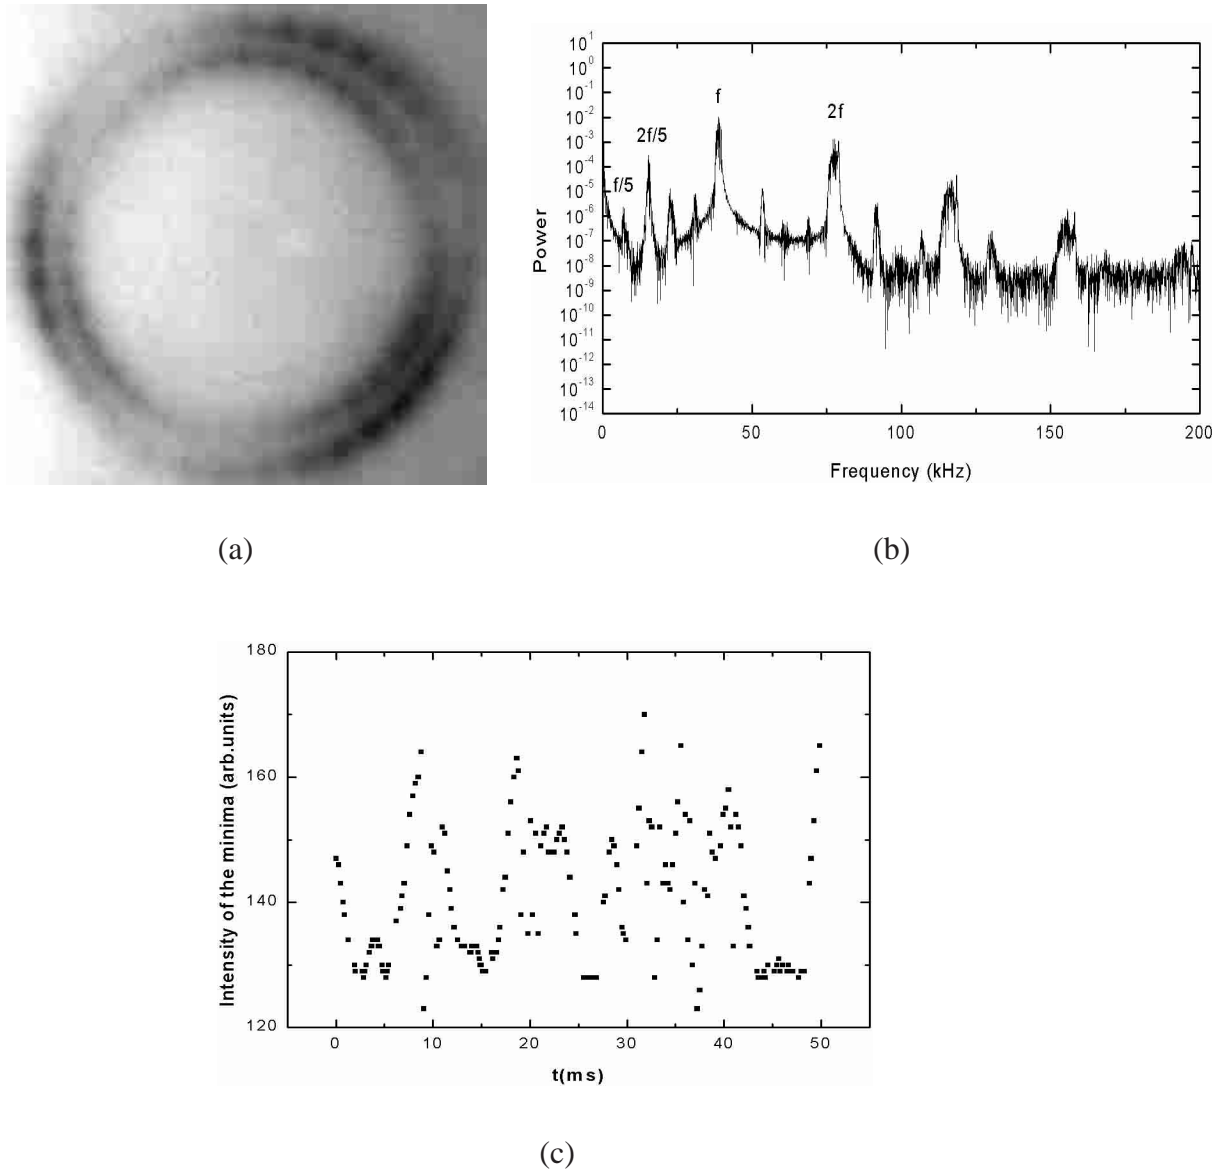 10^1
10^0
10^-1
10^-2
10^-3
10^-4
10^-5
10^-6
10^-7
10^-8
10^-9
10^-10
10^-11
10^-12
10^-13
10^-14
Power
f
2f
2f/5
f/5
0 50 100 150 200
Frequency (kHz)
(a) (b)
180
160
140
120
Intensity of the minima (arb.units)
0 10 20 30 40 50
t(ms)
(c)